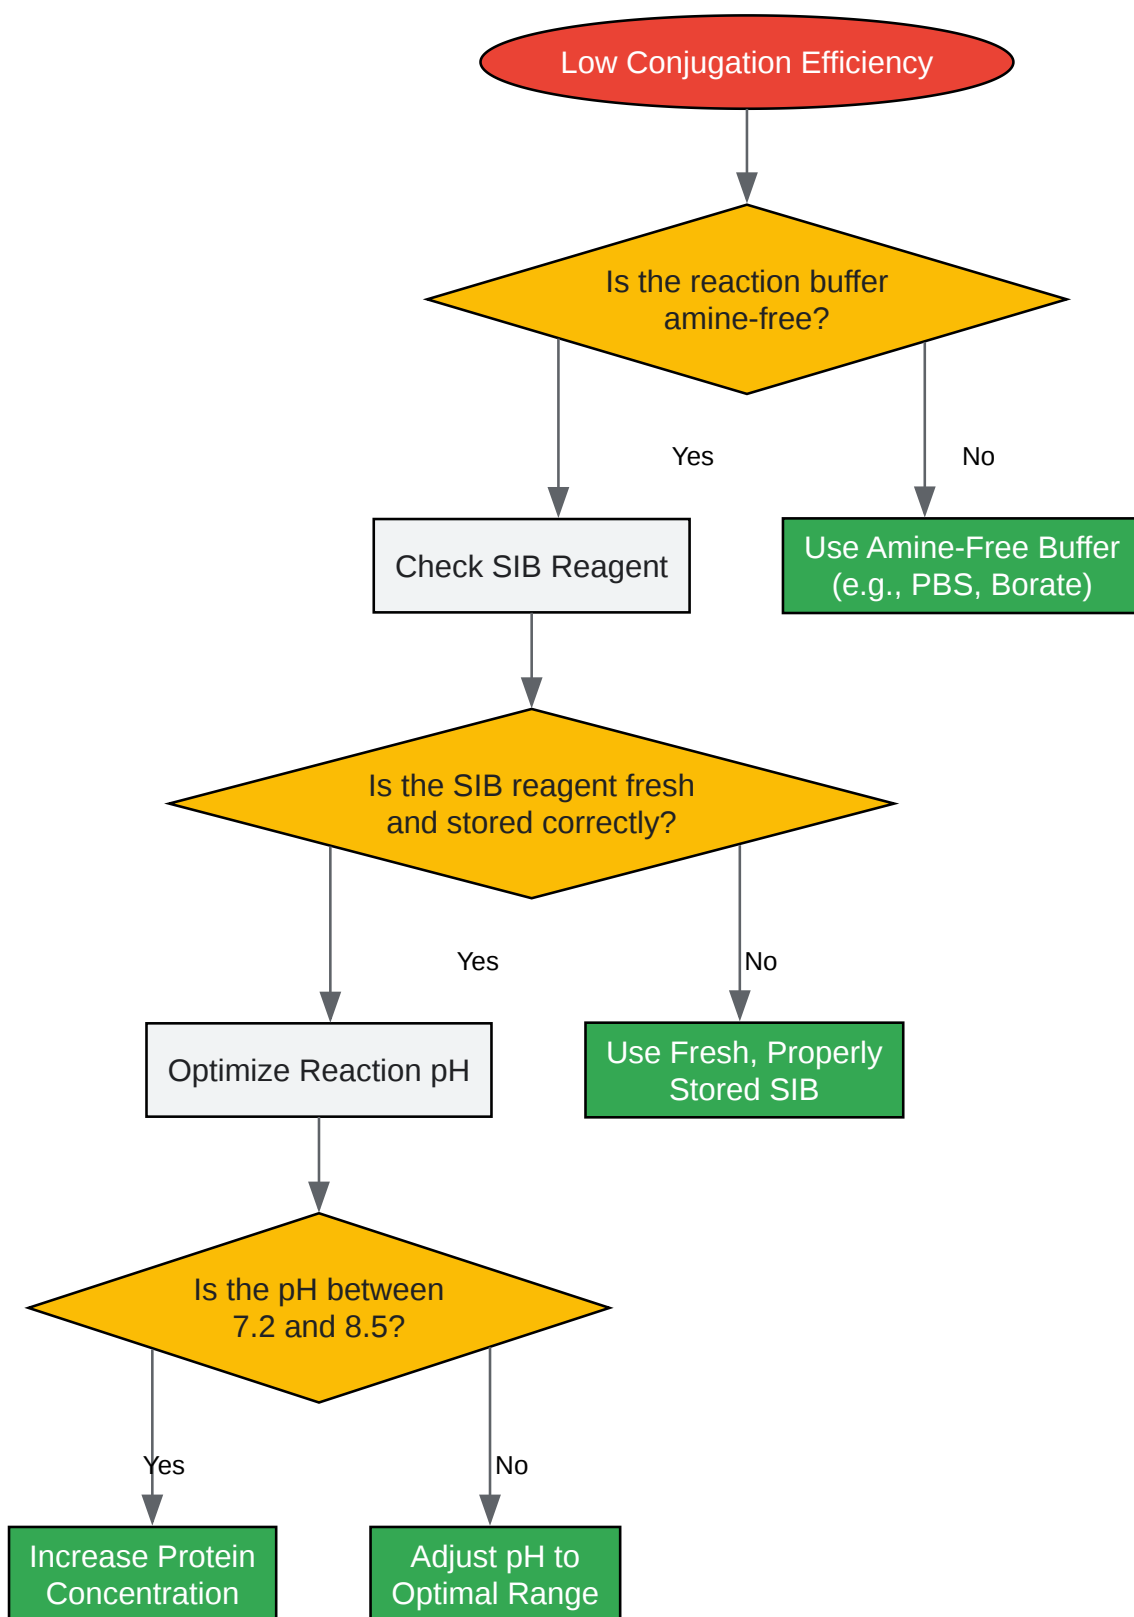 Low Conjugation Efficiency
Is the reaction buffer
amine-free?
Yes
No
Check SIB Reagent
Use Amine-Free Buffer
(e.g., PBS, Borate)
Is the SIB reagent fresh
and stored correctly?
Yes
No
Optimize Reaction pH
Use Fresh, Properly
Stored SIB
Is the pH between
7.2 and 8.5?
Yes
No
Increase Protein
Concentration
Adjust pH to
Optimal Range